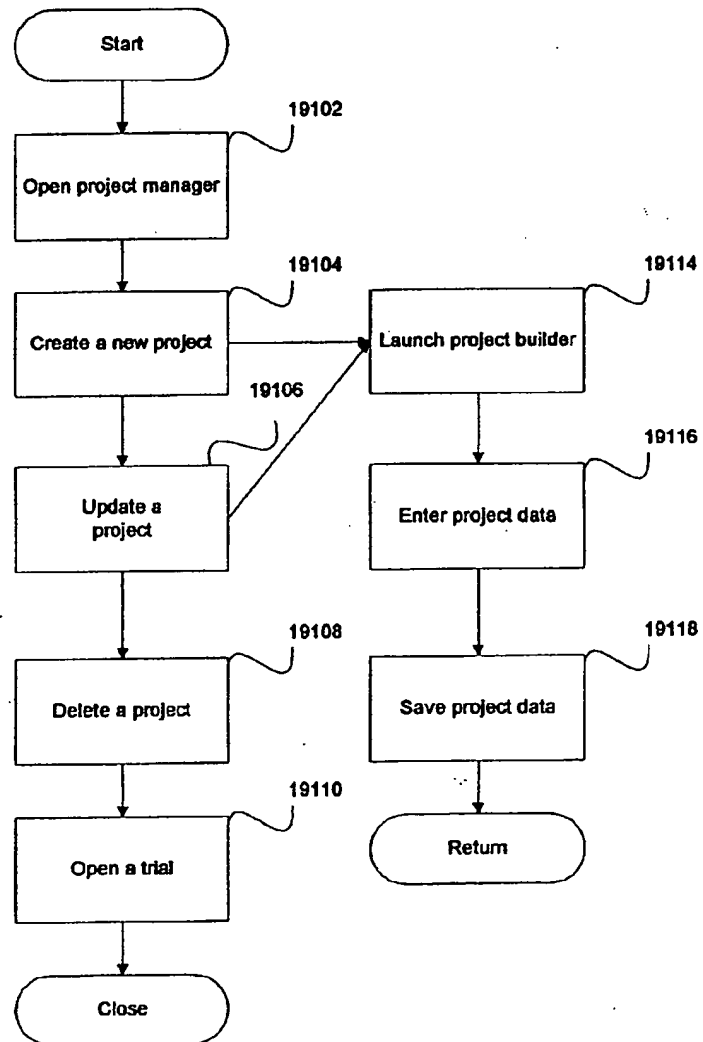 Start
19102
Open project manager
19104
Create a new project
19106
Update a
project
19108
Delete a project
19110
Open a trial
Close
19114
Launch project builder
19116
Enter project data
19118
Save project data
Return